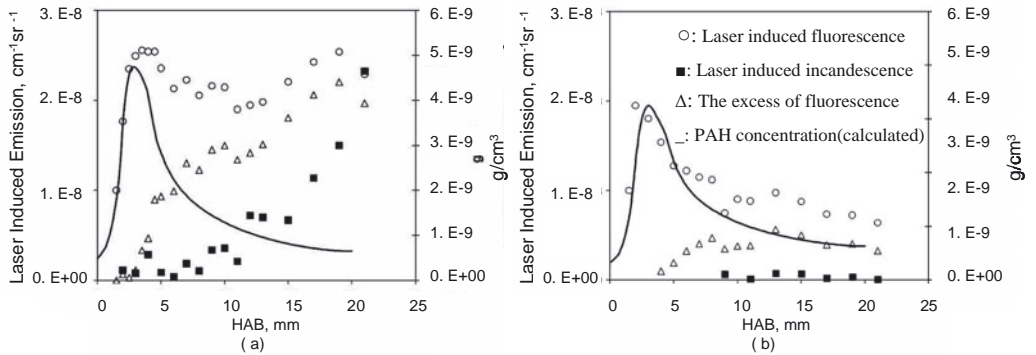 3. E-8
2. E-8
1. E-8
0. E+00
Laser Induced Emission, cm⁻¹sr⁻¹
6. E-9
5. E-9
4. E-9
3. E-9
2. E-9
1. E-9
0. E+00
g/cm³
0 5 10 15 20 25
HAB, mm
( a)
3. E-8
2. E-8
1. E-8
0. E+00
Laser Induced Emission, cm⁻¹sr⁻¹
○: Laser induced fluorescence
■: Laser induced incandescence
△: The excess of fluorescence
_: PAH concentration(calculated)
6. E-9
5. E-9
4. E-9
3. E-9
2. E-9
1. E-9
0. E+00
g/cm³
0 5 10 15 20 25
HAB, mm
( b)